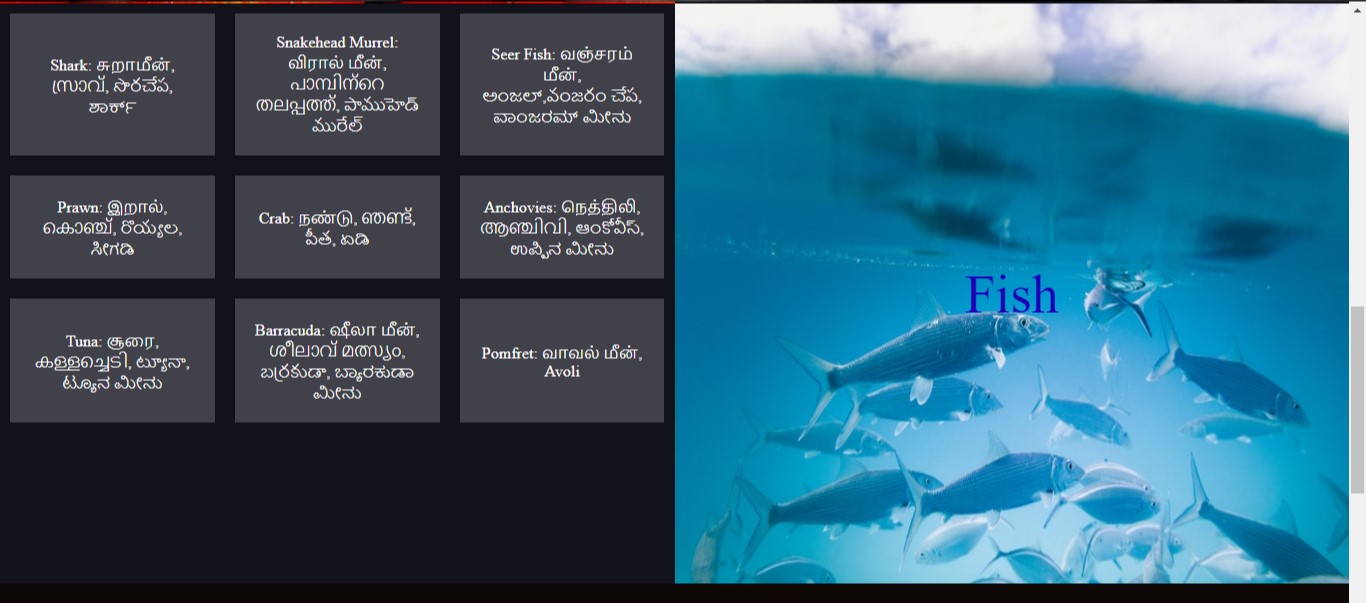 Shark: சுறாமீன்,
സ്രാവ്, സొరచేప,
ಶಾರ್ಕ್
Snakehead Murrel:
விரால் மீன்,
പാമ്പിന്റെ
തലപ്പത്ത്, పాముహెడ్
మురేల్
Seer Fish: வஞ்சரம்
மீன்,
അംജല്,వంజరం చేప,
ವಾಂಜರಮ್ ಮೀನು
Prawn: இறால்,
കൊഞ്ച്, రొయ్యల,
ಸೀಗಡಿ
Crab: நண்டு, ഞണ്ട്,
పీత, ಏಡಿ
Anchovies: நெத்திலி,
ആഞ്ചിവി, ఆంకోవీస్,
ಉಪ್ಪಿನ ಮೀನು
Tuna: சூரை,
കള്ളച്ചെടി, ట్యూనా,
ಟ್ಯೂನ ಮೀನು
Barracuda: ஷீலா மீன்,
ശീലാവ് മത്സ്യം,
బర్రకుడా, ಬ್ಯಾರಕುಡಾ
ಮೀನು
Pomfret: வாவல் மீன்,
Avoli
Fish